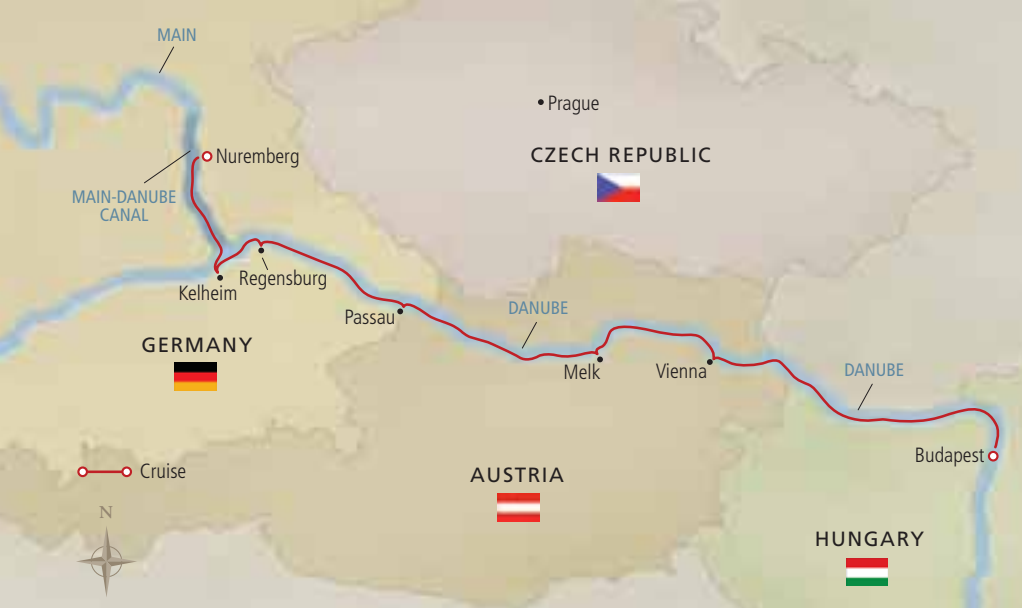 MAIN
Prague
CZECH REPUBLIC
Nuremberg
MAIN-DANUBE
CANAL
Regensburg
Kelheim
Passau
DANUBE
GERMANY
Melk
Vienna
DANUBE
Budapest
Cruise
AUSTRIA
N
HUNGARY